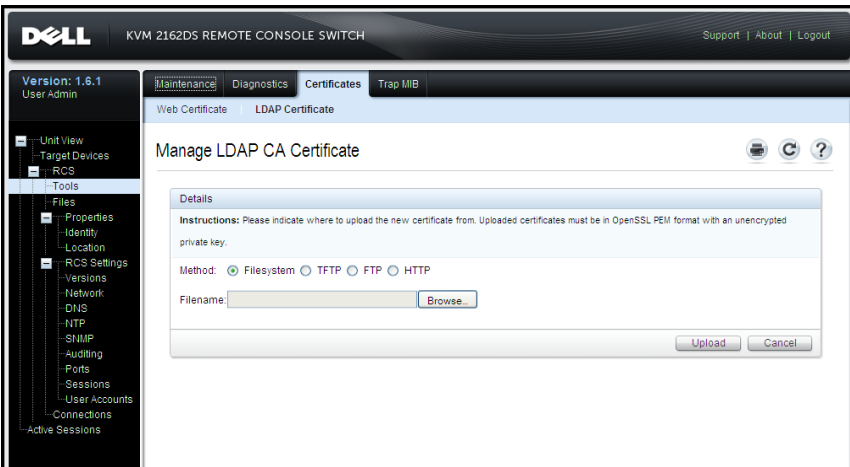 DELL KVM 2162DS REMOTE CONSOLE SWITCH Support | About | Logout
Version: 1.6.1
User Admin
Maintenance Diagnostics Certificates Trap MIB
Web Certificate LDAP Certificate
Unit View
Target Devices
RCS
Tools
Files
Properties
Identity
Location
RCS Settings
Versions
Network
DNS
NTP
SNMP
Auditing
Ports
Sessions
User Accounts
Connections
Active Sessions
Manage LDAP CA Certificate
Details
Instructions: Please indicate where to upload the new certificate from. Uploaded certificates must be in OpenSSL PEM format with an unencrypted
private key.
Method: Filesystem TFTP FTP HTTP
Filename: Browse...
Upload Cancel